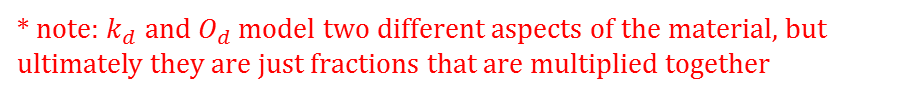 * note: k_d and O_d model two different aspects of the material, but
ultimately they are just fractions that are multiplied together